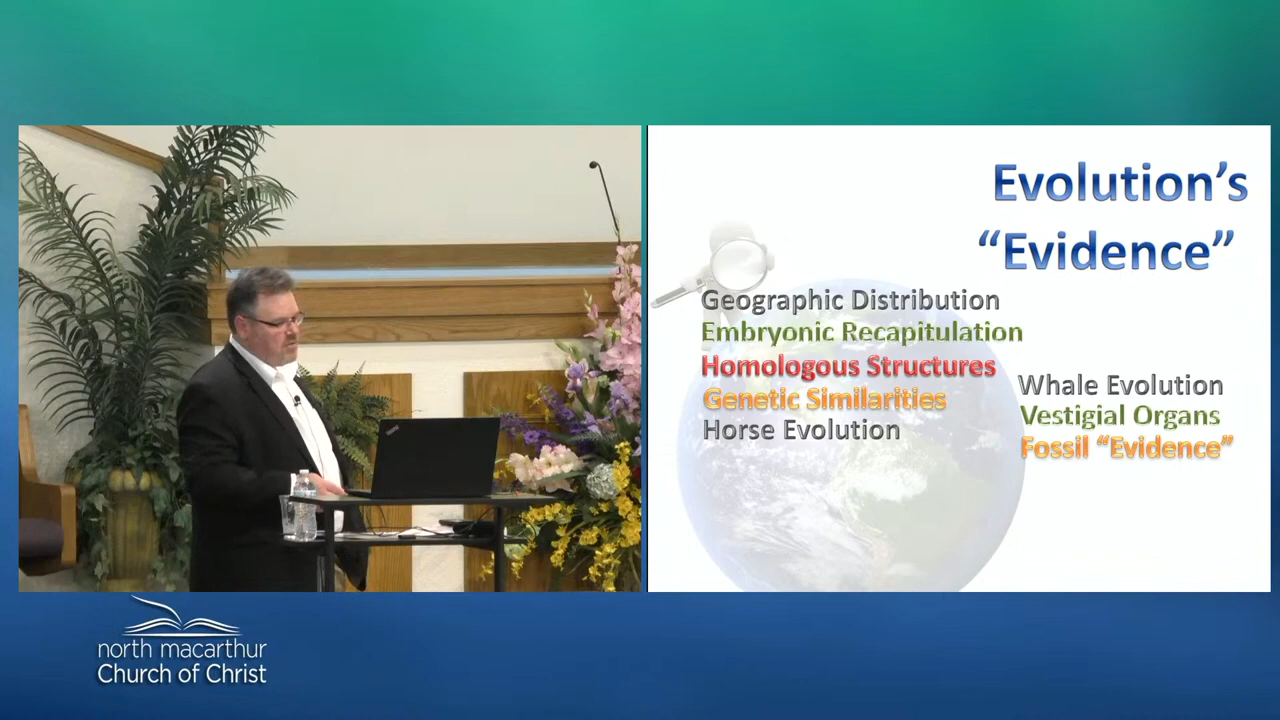 Evolution's
"Evidence"
Geographic Distribution
Embryonic Recapitulation
Homologous Structures
Genetic Similarities
Horse Evolution
Whale Evolution
Vestigial Organs
Fossil "Evidence"
north macarthur
Church of Christ